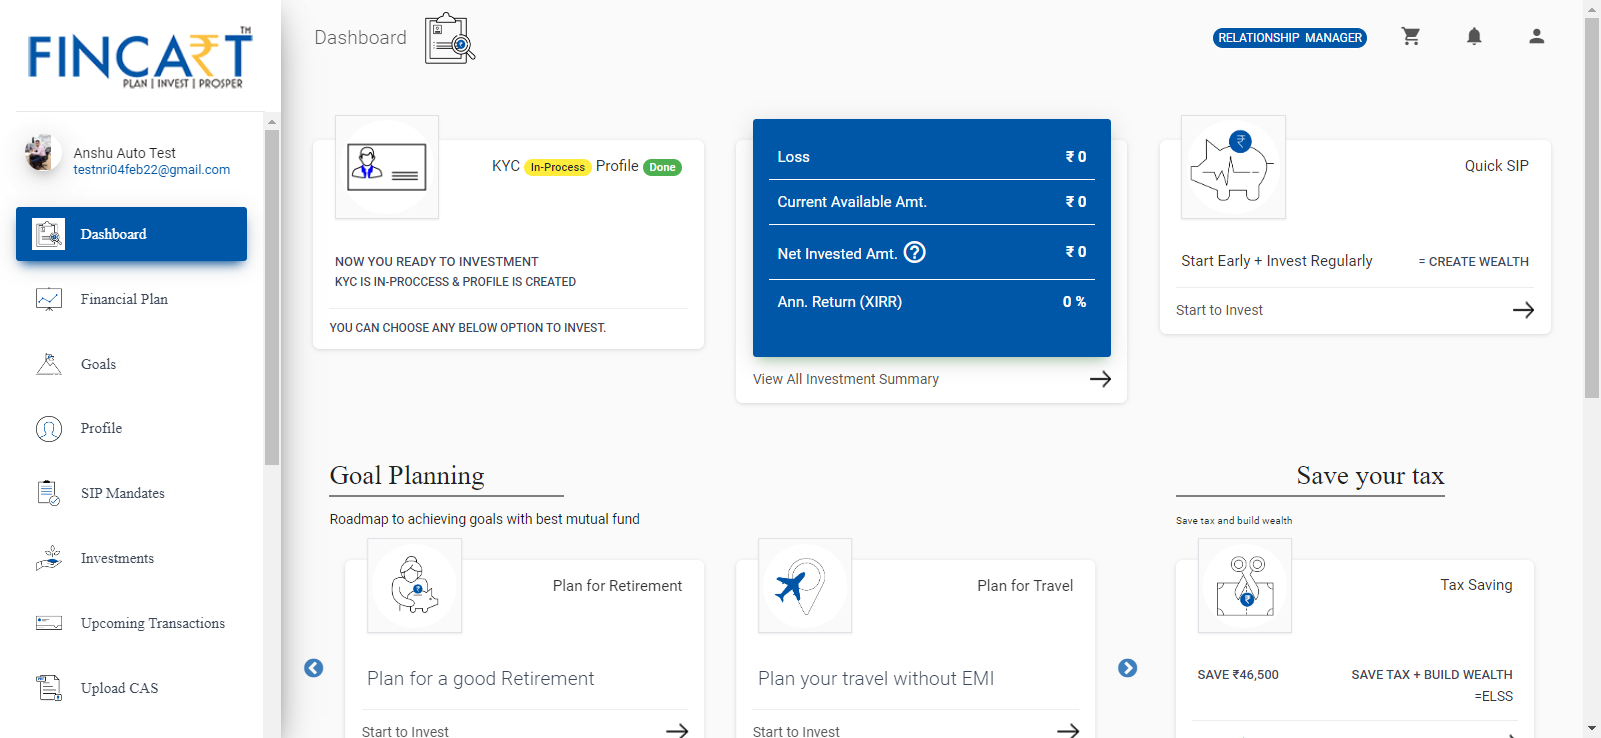 FINCART TM
PLAN | INVEST | PROSPER
Anshu Auto Test
testnri04feb22@gmail.com
Dashboard
Financial Plan
Goals
Profile
SIP Mandates
Investments
Upcoming Transactions
Upload CAS
Dashboard
RELATIONSHIP MANAGER
KYC In-Process Profile Done
NOW YOU READY TO INVESTMENT
KYC IS IN-PROCCESS & PROFILE IS CREATED
YOU CAN CHOOSE ANY BELOW OPTION TO INVEST.
Loss ₹ 0
Current Available Amt. ₹ 0
Net Invested Amt. ? ₹ 0
Ann. Return (XIRR) 0 %
View All Investment Summary
Quick SIP
Start Early + Invest Regularly = CREATE WEALTH
Start to Invest
Goal Planning
Roadmap to achieving goals with best mutual fund
Plan for Retirement
Plan for a good Retirement
Start to Invest
Plan for Travel
Plan your travel without EMI
Start to Invest
Save your tax
Save tax and build wealth
Tax Saving
SAVE ₹46,500 SAVE TAX + BUILD WEALTH
=ELSS